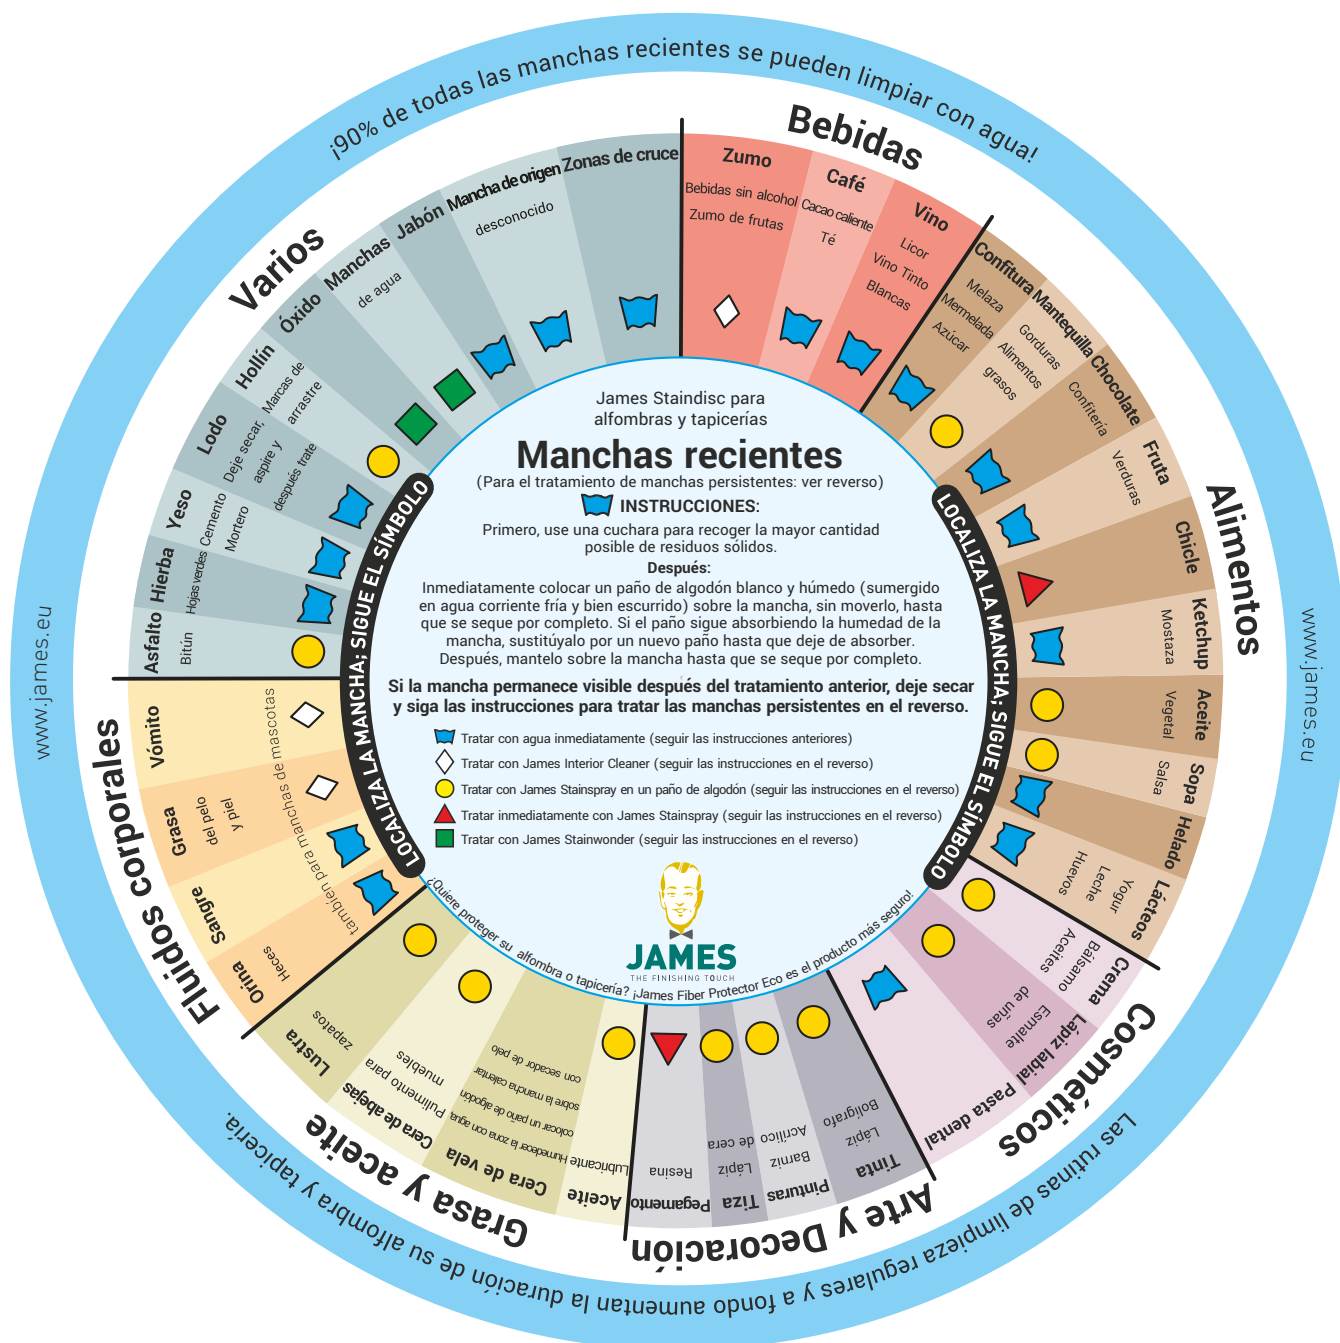 ¡90% de todas las manchas recientes se pueden limpiar con agua!
www.james.eu
Las rutinas de limpieza regulares y a fondo aumentan la duración de su alfombra y tapicería.
www.james.eu
Bebidas
Zumo
Bebidas sin alcohol
Zumo de frutas
Café
Cacao caliente
Té
Vino
Licor
Vino Tinto
Blancas
Alimentos
Confitura
Melaza
Mermelada
Azúcar
Mantequilla
Gorduras
Alimentos
grasos
Chocolate
Confitería
Fruta
Verduras
Chicle
Ketchup
Mostaza
Aceite
Vegetal
Sopa
Salsa
Helado
Lácteos
Yogur
Leche
Huevos
Cosméticos
Crema
Bálsamo
Aceites
Lápiz labial
Esmalte
de uñas
Pasta dental
Arte y Decoración
Tinta
Lápiz
Bolígrafo
Pinturas
Barniz
Acrílico
Tiza
Lápiz
de cera
Pegamento
Resina
Grasa y aceite
Aceite
Lubricante
Cera de vela
Humedecer la zona con agua,
colocar un paño de algodón
sobre la mancha calentar
con secador de pelo
Cera de abejas
Pulimento para
muebles
Lustra
zapatos
Fluidos corporales
Orina
Heces
Sangre
Grasa
del pelo
y piel
Vómito
también para manchas de mascotas
Varios
Asfalto
Bitún
Hierba
Hojas verdes
Yeso
Cemento
Mortero
Lodo
Deje secar,
aspire y
después trate
Hollín
Marcas de
arrastre
Óxido
Manchas
de agua
Jabón
Mancha de origen
desconocido
Zonas de cruce
LOCALIZA LA MANCHA; SIGUE EL SÍMBOLO
LOCALIZA LA MANCHA; SIGUE EL SÍMBOLO
James Staindisc para
alfombras y tapicerías
Manchas recientes
(Para el tratamiento de manchas persistentes: ver reverso)
INSTRUCCIONES:
Primero, use una cuchara para recoger la mayor cantidad
posible de residuos sólidos.
Después:
Inmediatamente colocar un paño de algodón blanco y húmedo (sumergido
en agua corriente fría y bien escurrido) sobre la mancha, sin moverlo, hasta
que se seque por completo. Si el paño sigue absorbiendo la humedad de la
mancha, sustitúyalo por un nuevo paño hasta que deje de absorber.
Después, mantelo sobre la mancha hasta que se seque por completo.
Si la mancha permanece visible después del tratamiento anterior, deje secar
y siga las instrucciones para tratar las manchas persistentes en el reverso.
Tratar con agua inmediatamente (seguir las instrucciones anteriores)
Tratar con James Interior Cleaner (seguir las instrucciones en el reverso)
Tratar con James Stainspray en un paño de algodón (seguir las instrucciones en el reverso)
Tratar inmediatamente con James Stainspray (seguir las instrucciones en el reverso)
Tratar con James Stainwonder (seguir las instrucciones en el reverso)
JAMES
THE FINISHING TOUCH
¿Quiere proteger su alfombra o tapicería? ¡James Fiber Protector Eco es el producto más seguro!